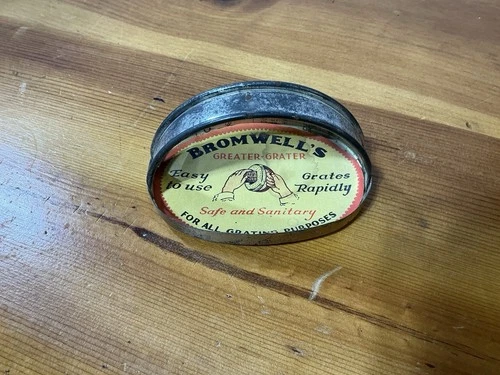 BROMWELL'S
GREATER-GRATER
Easy to use
Grates Rapidly
Safe and Sanitary
FOR ALL GRATING PURPOSES